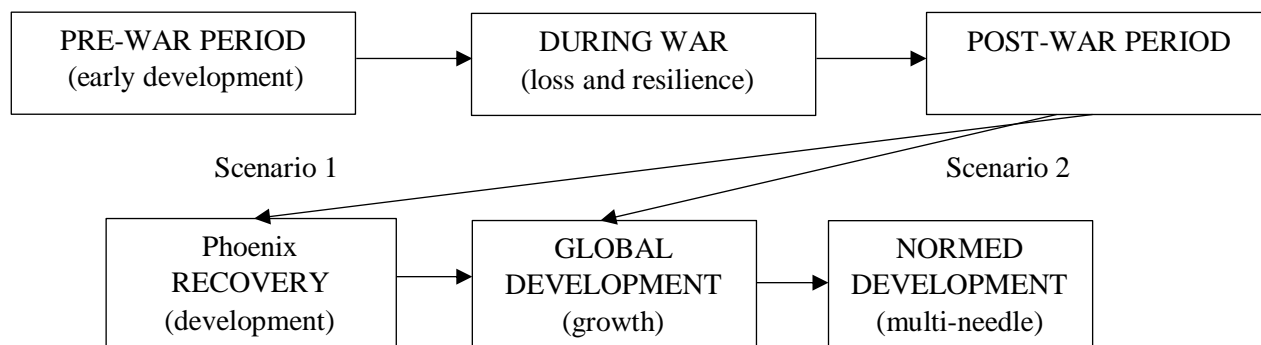 PRE-WAR PERIOD
(early development)
DURING WAR
(loss and resilience)
POST-WAR PERIOD
Scenario 1
Scenario 2
Phoenix
RECOVERY
(development)
GLOBAL
DEVELOPMENT
(growth)
NORMED
DEVELOPMENT
(multi-needle)